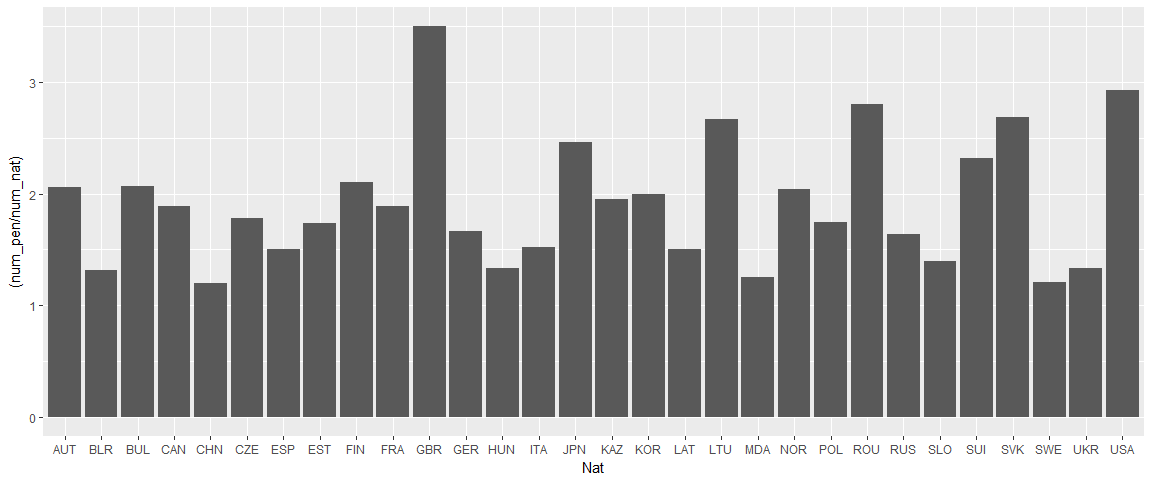 (num_pen/num_nat)
3
2
1
0
AUT BLR BUL CAN CHN CZE ESP EST FIN FRA GBR GER HUN ITA JPN KAZ KOR LAT LTU MDA NOR POL ROU RUS SLO SUI SVK SWE UKR USA
Nat